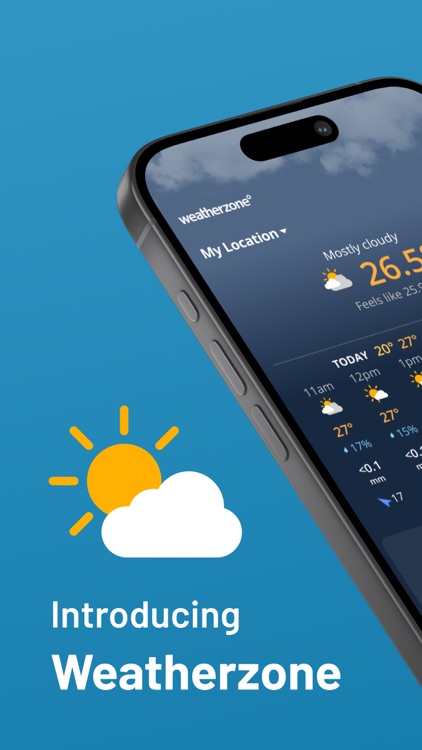 weatherzone°
My Location
Mostly cloudy
26.5°
Feels like 25.9
TODAY 20° 27°
11am 12pm 1pm
27° 27°
17% 15%
<0.1 <0.
mm mm
17
Introducing
Weatherzone